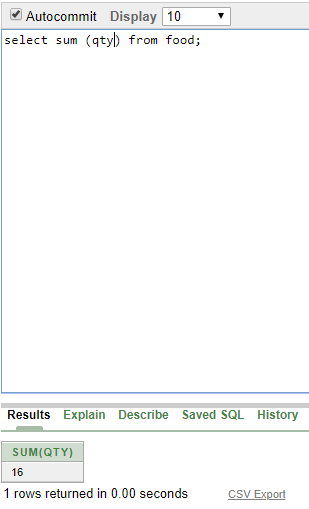 Autocommit Display 10
select sum (qty) from food;
Results Explain Describe Saved SQL History
SUM(QTY)
16
1 rows returned in 0.00 seconds CSV Export